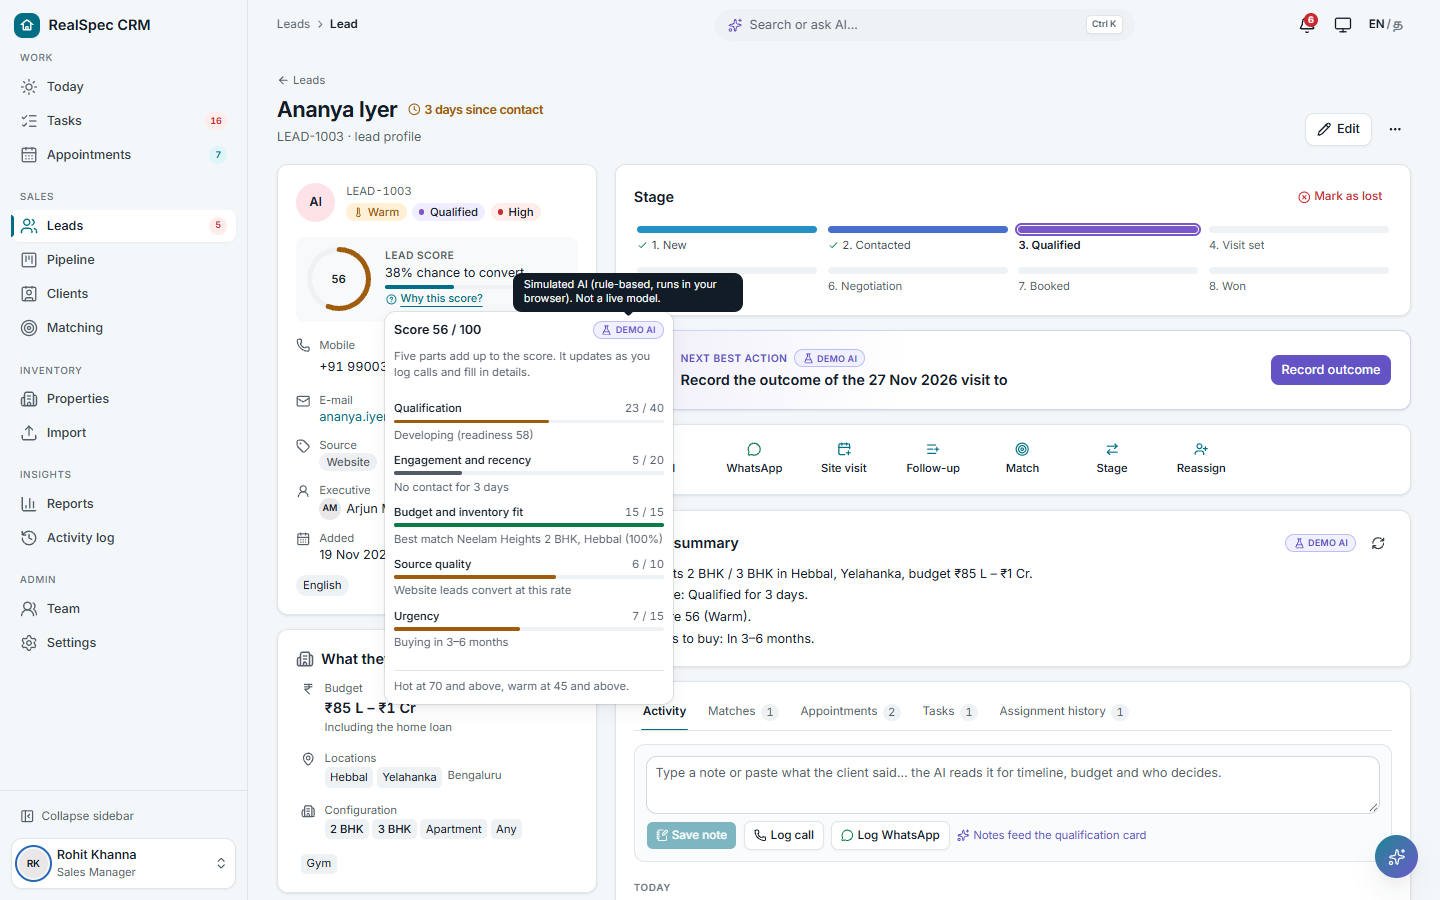 RealSpec CRM
WORK
Today
Tasks 16
Appointments 7
SALES
Leads 5
Pipeline
Clients
Matching
INVENTORY
Properties
Import
INSIGHTS
Reports
Activity log
ADMIN
Team
Settings
Collapse sidebar
RK
Rohit Khanna
Sales Manager
Leads > Lead
Search or ask AI...
Ctrl K
6
EN / த
← Leads
Ananya Iyer
3 days since contact
LEAD-1003 · lead profile
Edit
AI
LEAD-1003
Warm
Qualified
High
56
LEAD SCORE
38% chance to convert
Why this score?
Simulated AI (rule-based, runs in your
browser). Not a live model.
Score 56 / 100
DEMO AI
Five parts add up to the score. It updates as you
log calls and fill in details.
Qualification 23 / 40
Developing (readiness 58)
Engagement and recency 5 / 20
No contact for 3 days
Budget and inventory fit 15 / 15
Best match Neelam Heights 2 BHK, Hebbal (100%)
Source quality 6 / 10
Website leads convert at this rate
Urgency 7 / 15
Buying in 3–6 months
Hot at 70 and above, warm at 45 and above.
Mobile
+91 99003
E-mail
Source
Website
Executive
AM Arjun
Added
19 Nov
English
What
Budget
₹85 L – ₹1 Cr
Including the home loan
Locations
Hebbal Yelahanka Bengaluru
Configuration
2 BHK 3 BHK Apartment Any
Gym
Stage
Mark as lost
1. New
2. Contacted
3. Qualified
4. Visit set
6. Negotiation
7. Booked
8. Won
NEXT BEST ACTION DEMO AI
Record the outcome of the 27 Nov 2026 visit to
Record outcome
WhatsApp
Site visit
Follow-up
Match
Stage
Reassign
summary
DEMO AI
2 BHK / 3 BHK in Hebbal, Yelahanka, budget ₹85 L – ₹1 Cr.
Qualified for 3 days.
56 (Warm).
to buy: In 3–6 months.
Activity
Matches 1
Appointments 2
Tasks 1
Assignment history 1
Type a note or paste what the client said... the AI reads it for timeline, budget and who decides.
Save note
Log call
Log WhatsApp
Notes feed the qualification card
TODAY